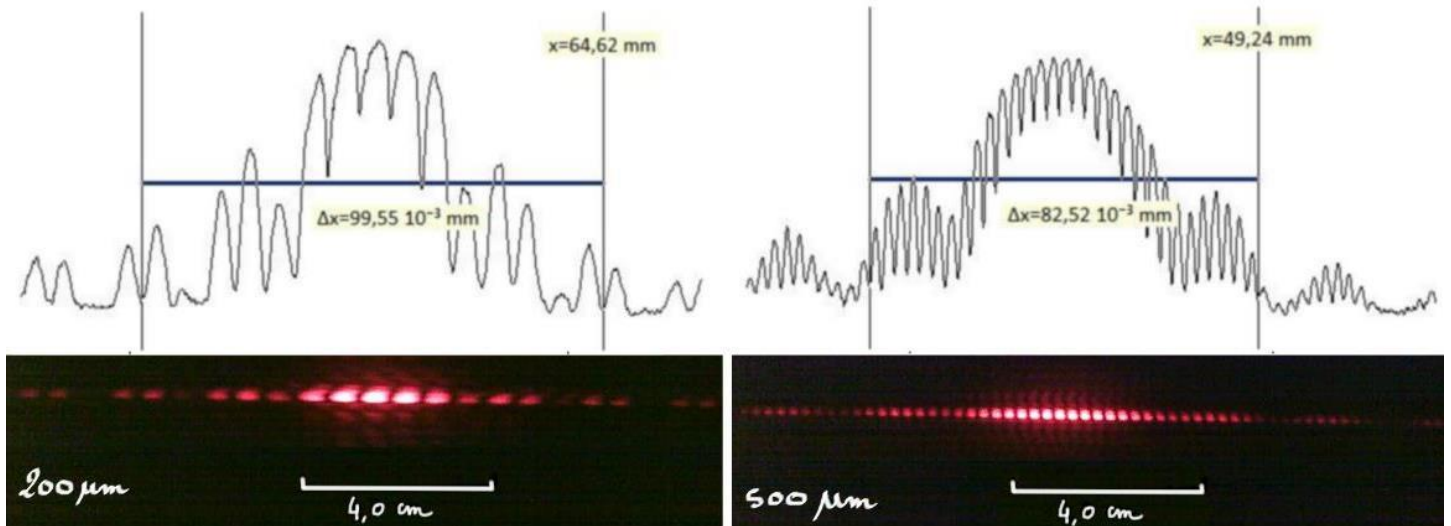 x=64,62 mm
Δx=99,55 10⁻³ mm
x=49,24 mm
Δx=82,52 10⁻³ mm
200 μm
4,0 cm
500 μm
4,0 cm